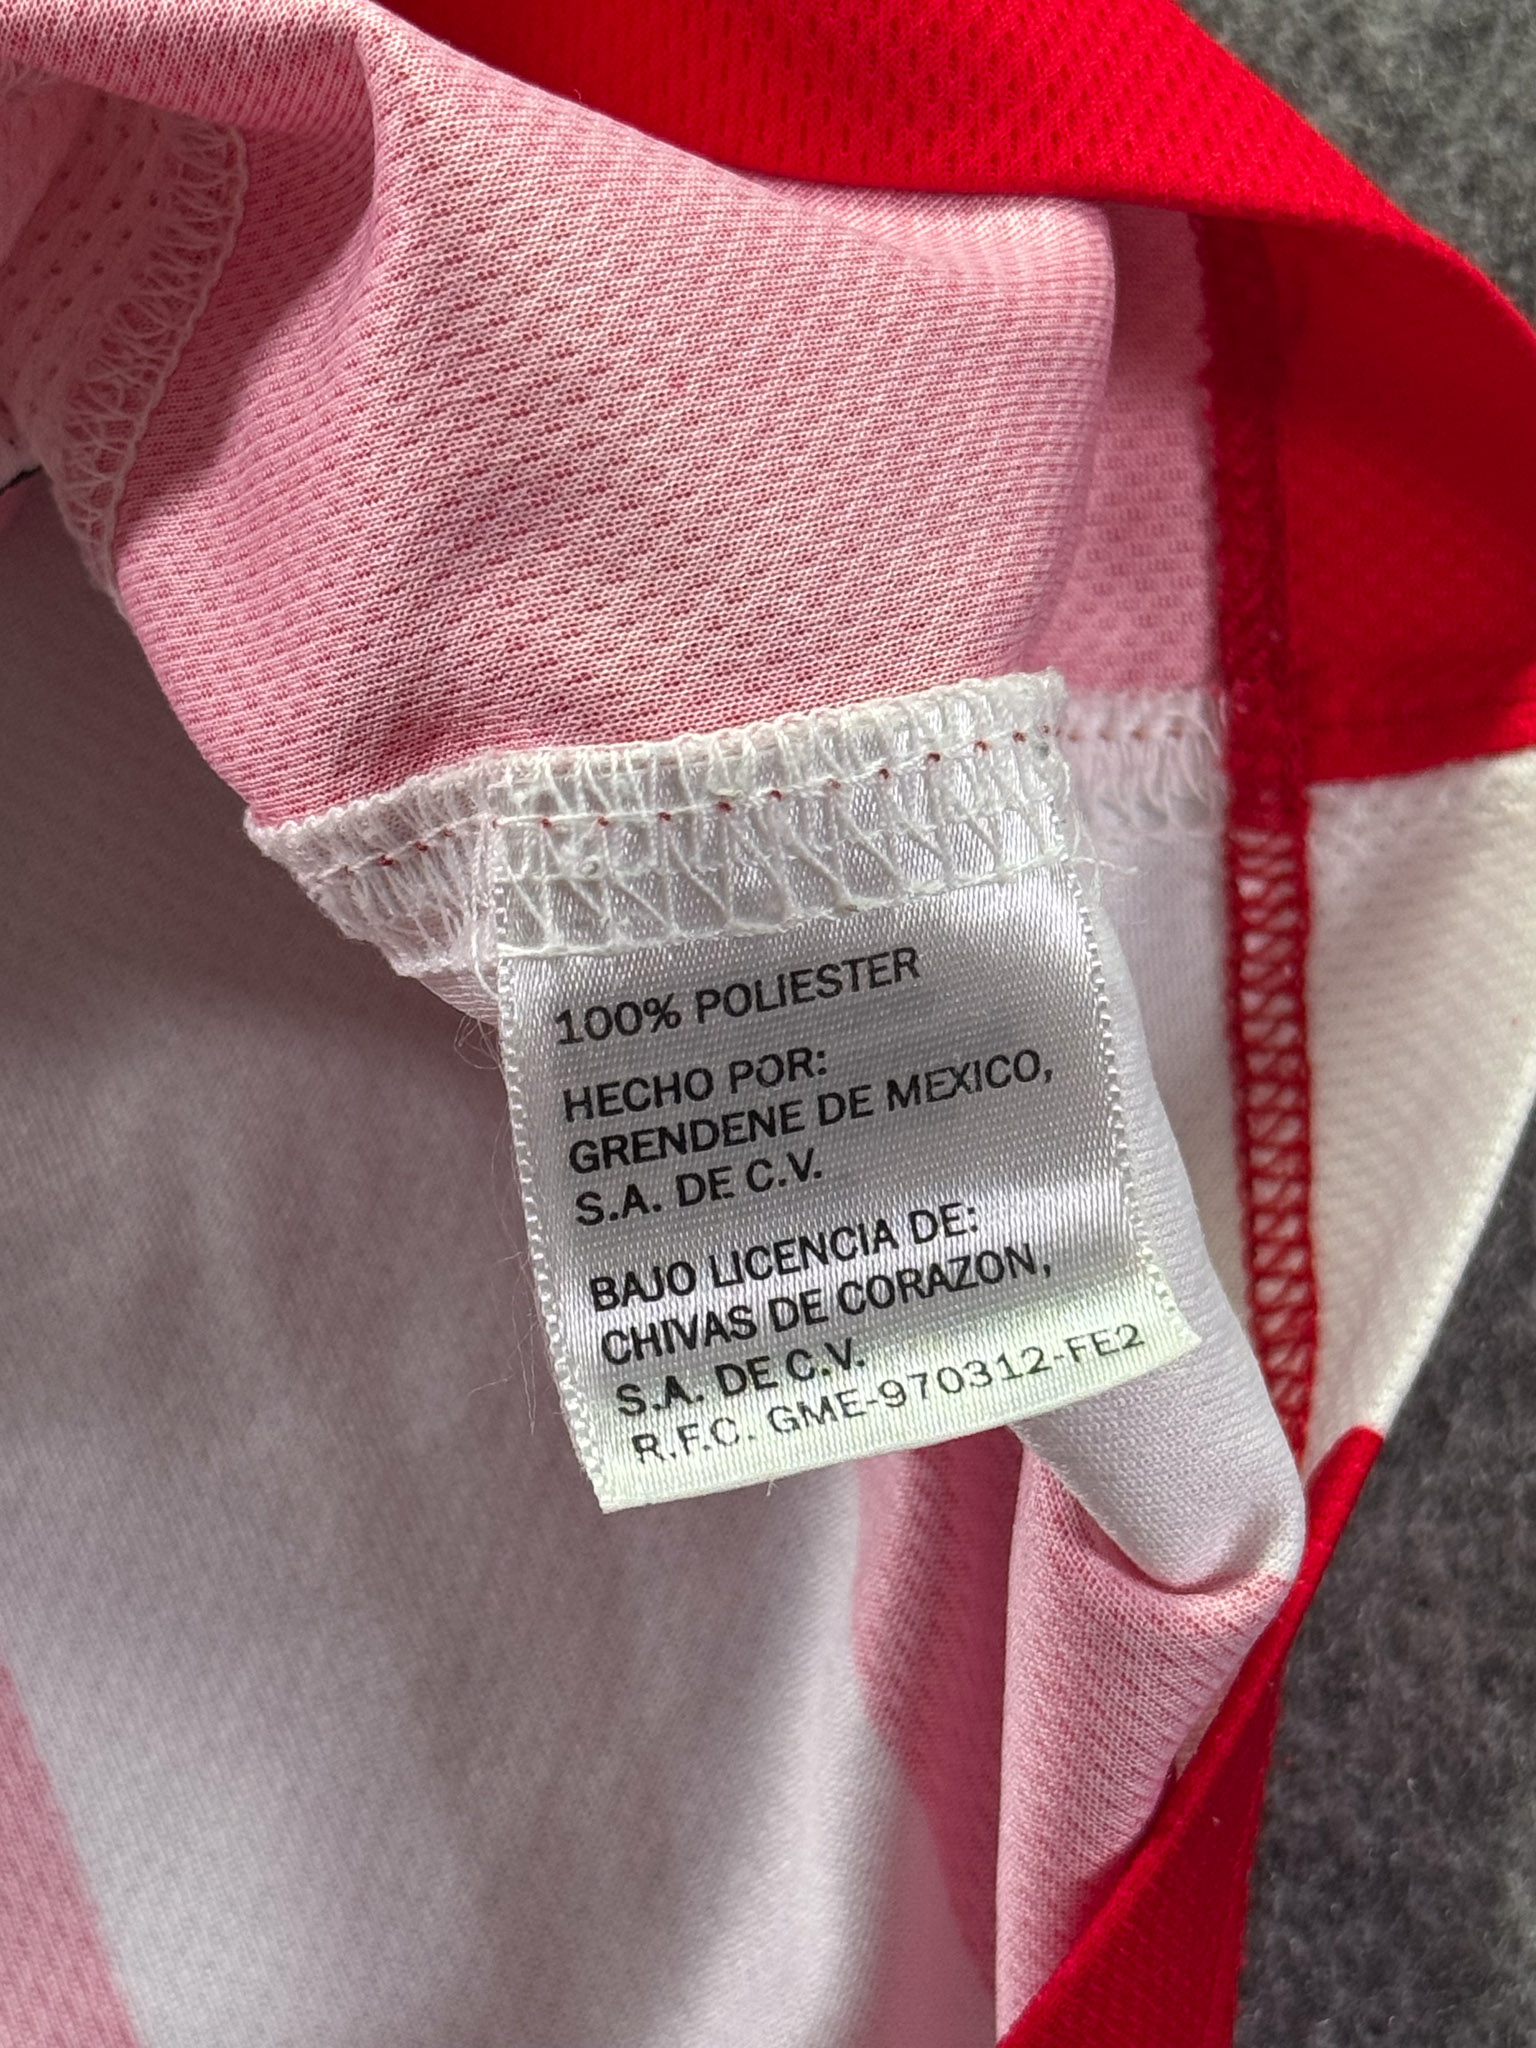 100% POLIESTER
HECHO POR:
GRENDENE DE MEXICO,
S.A. DE C.V.
BAJO LICENCIA DE:
CHIVAS DE CORAZON,
S.A. DE C.V.
R.F.C. GME-970312-FE2